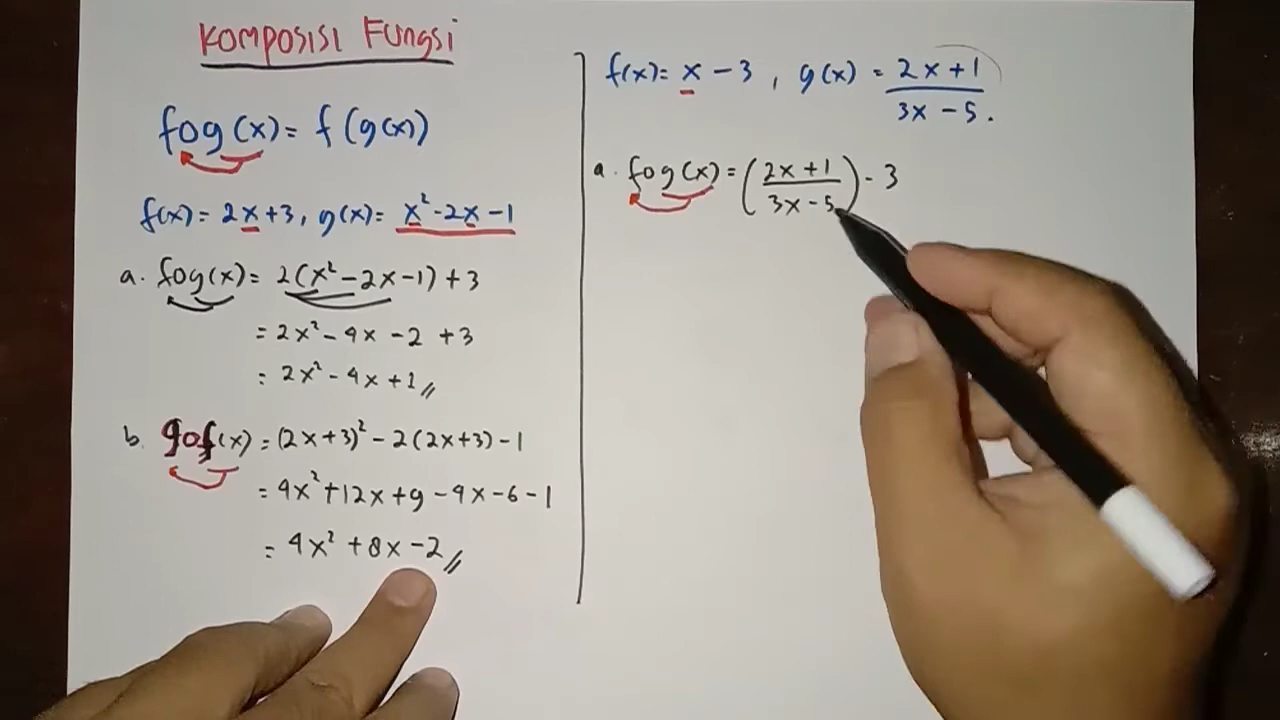 Komposisi Fungsi
fog(x) = f(g(x))
f(x) = 2x + 3, g(x) = x² - 2x - 1
a. fog(x) = 2(x² - 2x - 1) + 3
= 2x² - 4x - 2 + 3
= 2x² - 4x + 1 //
b. gof(x) = (2x + 3)² - 2(2x + 3) - 1
= 4x² + 12x + 9 - 4x - 6 - 1
= 4x² + 8x - 2 //
f(x) = x - 3, g(x) = (2x + 1)/(3x - 5).
a. fog(x) = ((2x + 1)/(3x - 5)) - 3